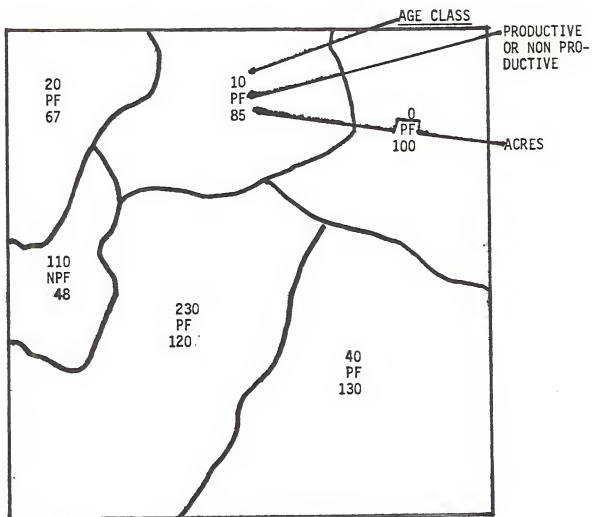 AGE CLASS
PRODUCTIVE
OR NON PRO-
DUCTIVE
20
PF
67
10
PF
85
0
PF
100
ACRES
110
NPF
48
230
PF
120
40
PF
130